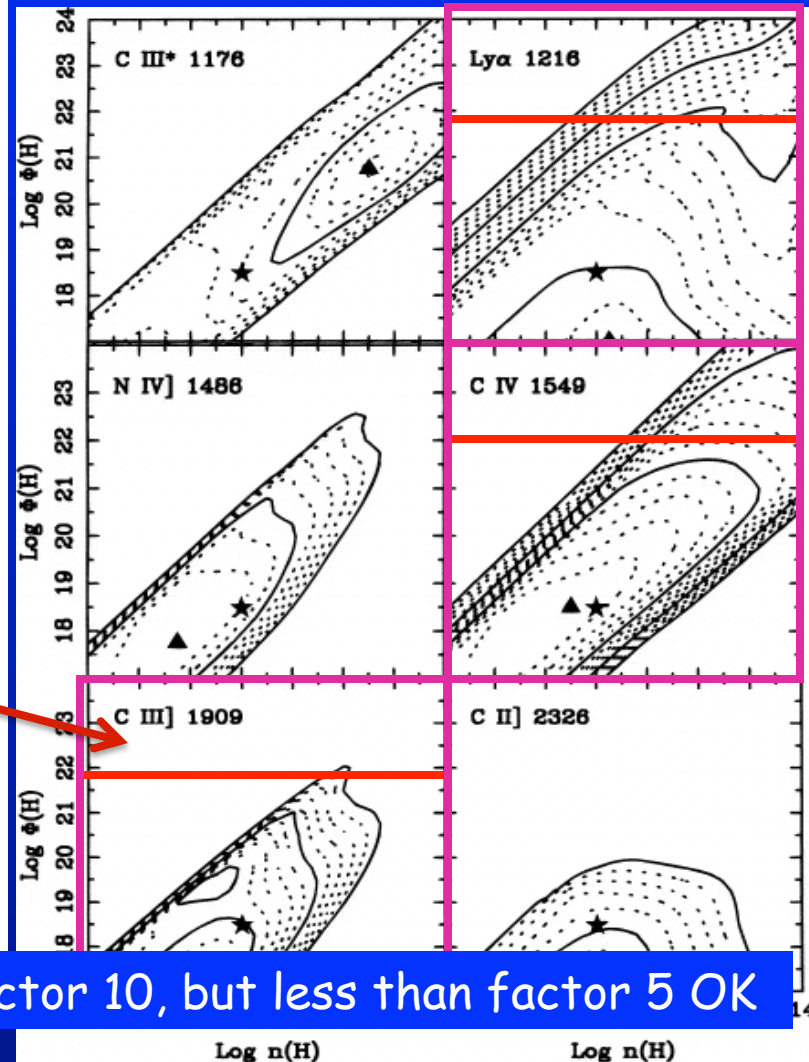 24
23
22
21
20
19
18
Log Φ(H)
C III* 1176
Lyα 1216
23
22
21
20
19
18
Log Φ(H)
N IV] 1486
C IV 1549
23
22
21
20
19
18
Log Φ(H)
C III] 1909
C II] 2326
ctor 10, but less than factor 5 OK
14
Log n(H)
Log n(H)